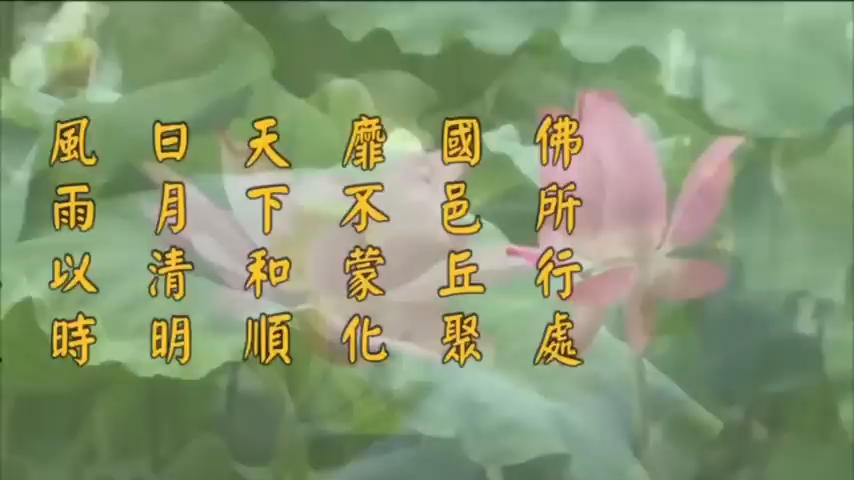 佛所行處
國邑丘聚
靡不蒙化
天下和順
日月清明
風雨以時